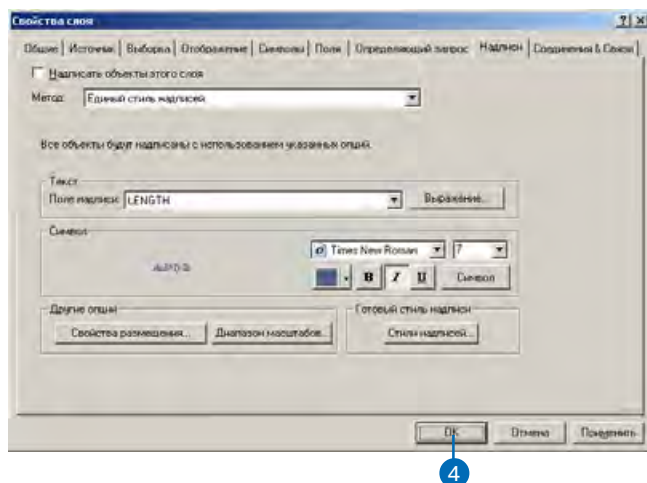 Свойства слоя
Общие Источник Выборка Отображение Символы Поля Определяющий запрос Надписи Соединения & Связи
Надписать объекты этого слоя
Метод: Единый стиль надписей
Все объекты будут надписаны с использованием указанных опций.
Текст
Поле надписи: LENGTH Выражение...
Символ
Times New Roman 7
B I U Символ
Другие опции Готовый стиль надписи
Свойства размещения... Диапазон масштабов... Стили надписей...
OK Отмена Применить
4